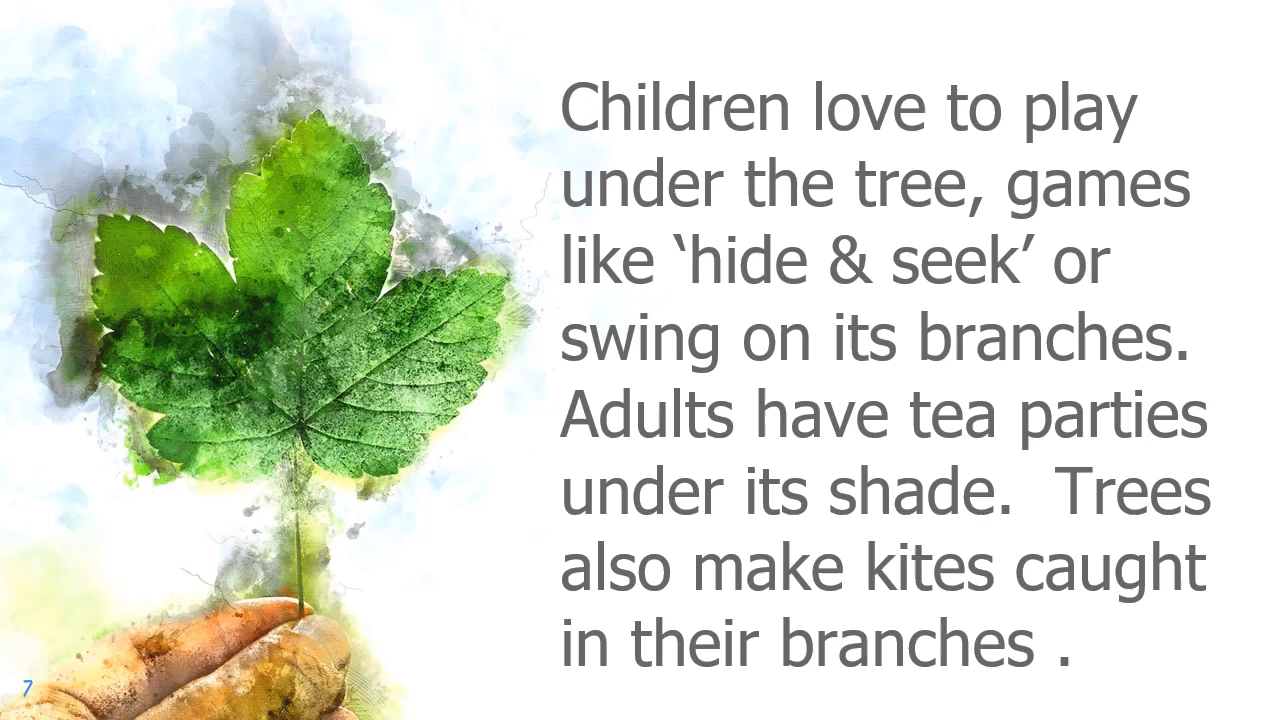 Children love to play
under the tree, games
like ‘hide & seek’ or
swing on its branches.
Adults have tea parties
under its shade.  Trees
also make kites caught
in their branches .
7